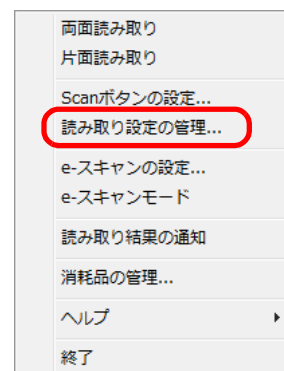 両面読み取り
片面読み取り
Scanボタンの設定...
読み取り設定の管理...
e-スキャンの設定...
e-スキャンモード
読み取り結果の通知
消耗品の管理...
ヘルプ
終了